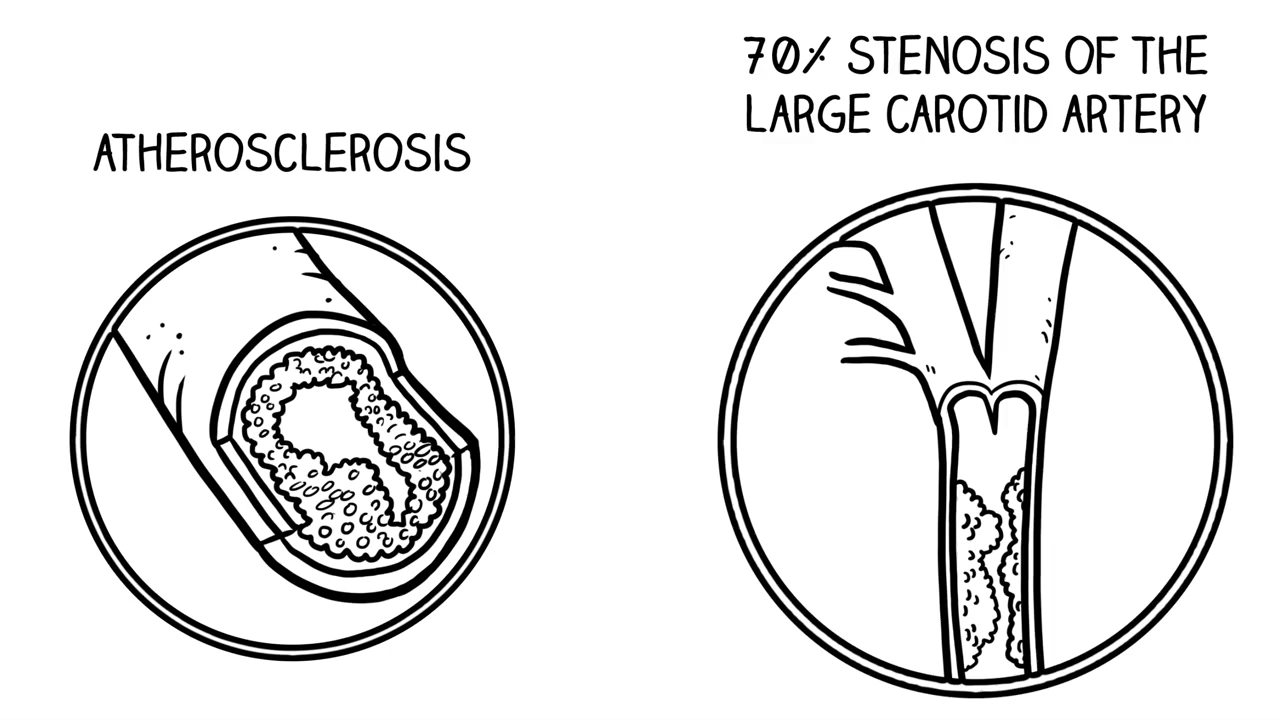 ATHEROSCLEROSIS
70% STENOSIS OF THE
LARGE CAROTID ARTERY